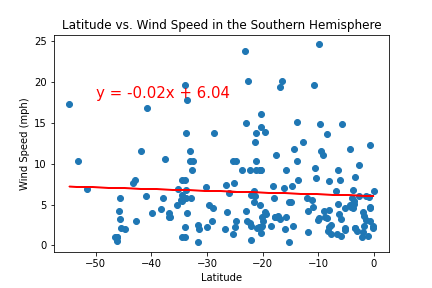 Latitude vs. Wind Speed in the Southern Hemisphere
25
20
y = -0.02x + 6.04
15
10
5
0
Wind Speed (mph)
−50 −40 −30 −20 −10 0
Latitude